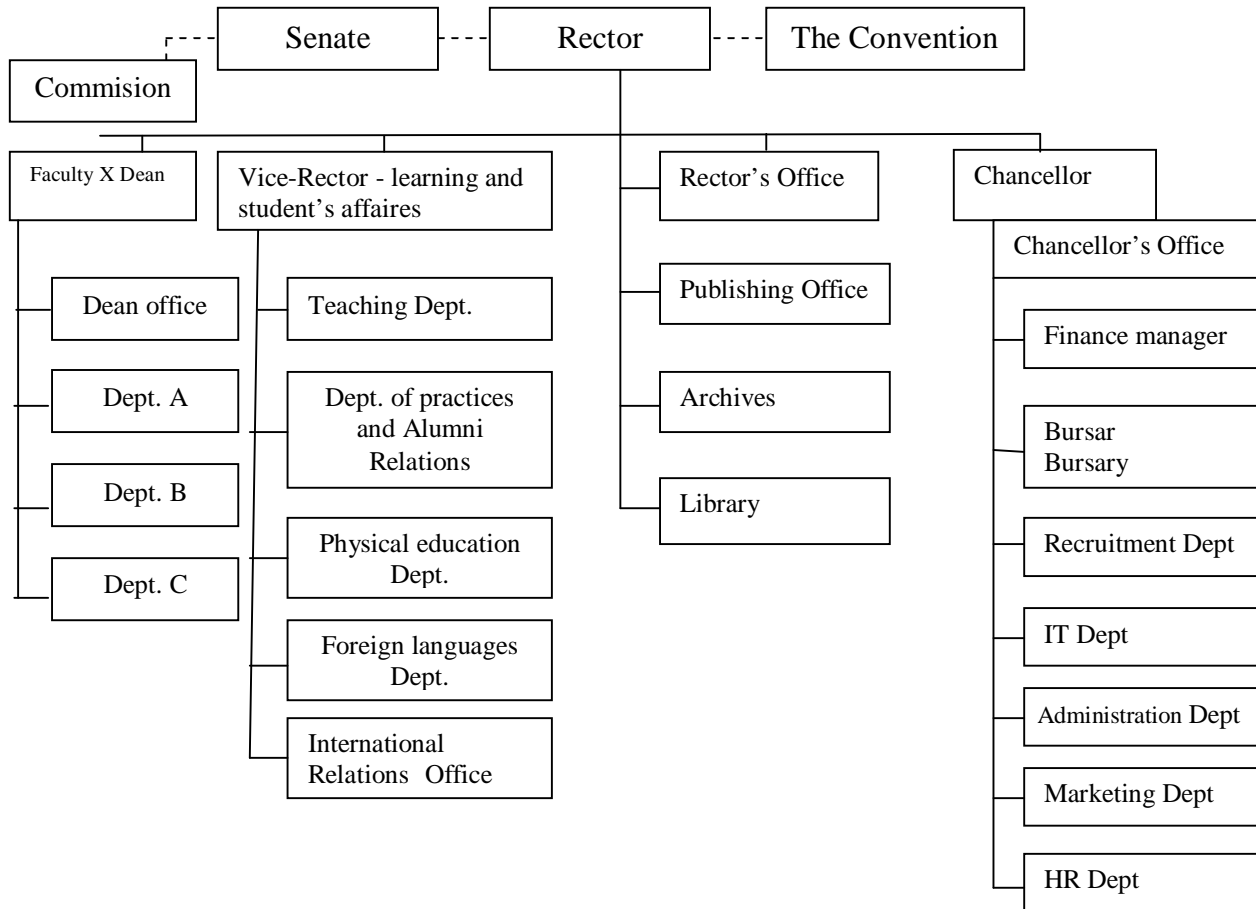 Senate
Rector
The Convention
Commision
Faculty X Dean
Vice-Rector - learning and
student’s affaires
Rector’s Office
Chancellor
Chancellor’s Office
Dean office
Dept. A
Dept. B
Dept. C
Teaching Dept.
Dept. of practices
and Alumni
Relations
Physical education
Dept.
Foreign languages
Dept.
International
Relations Office
Publishing Office
Archives
Library
Finance manager
Bursar
Bursary
Recruitment Dept
IT Dept
Administration Dept
Marketing Dept
HR Dept